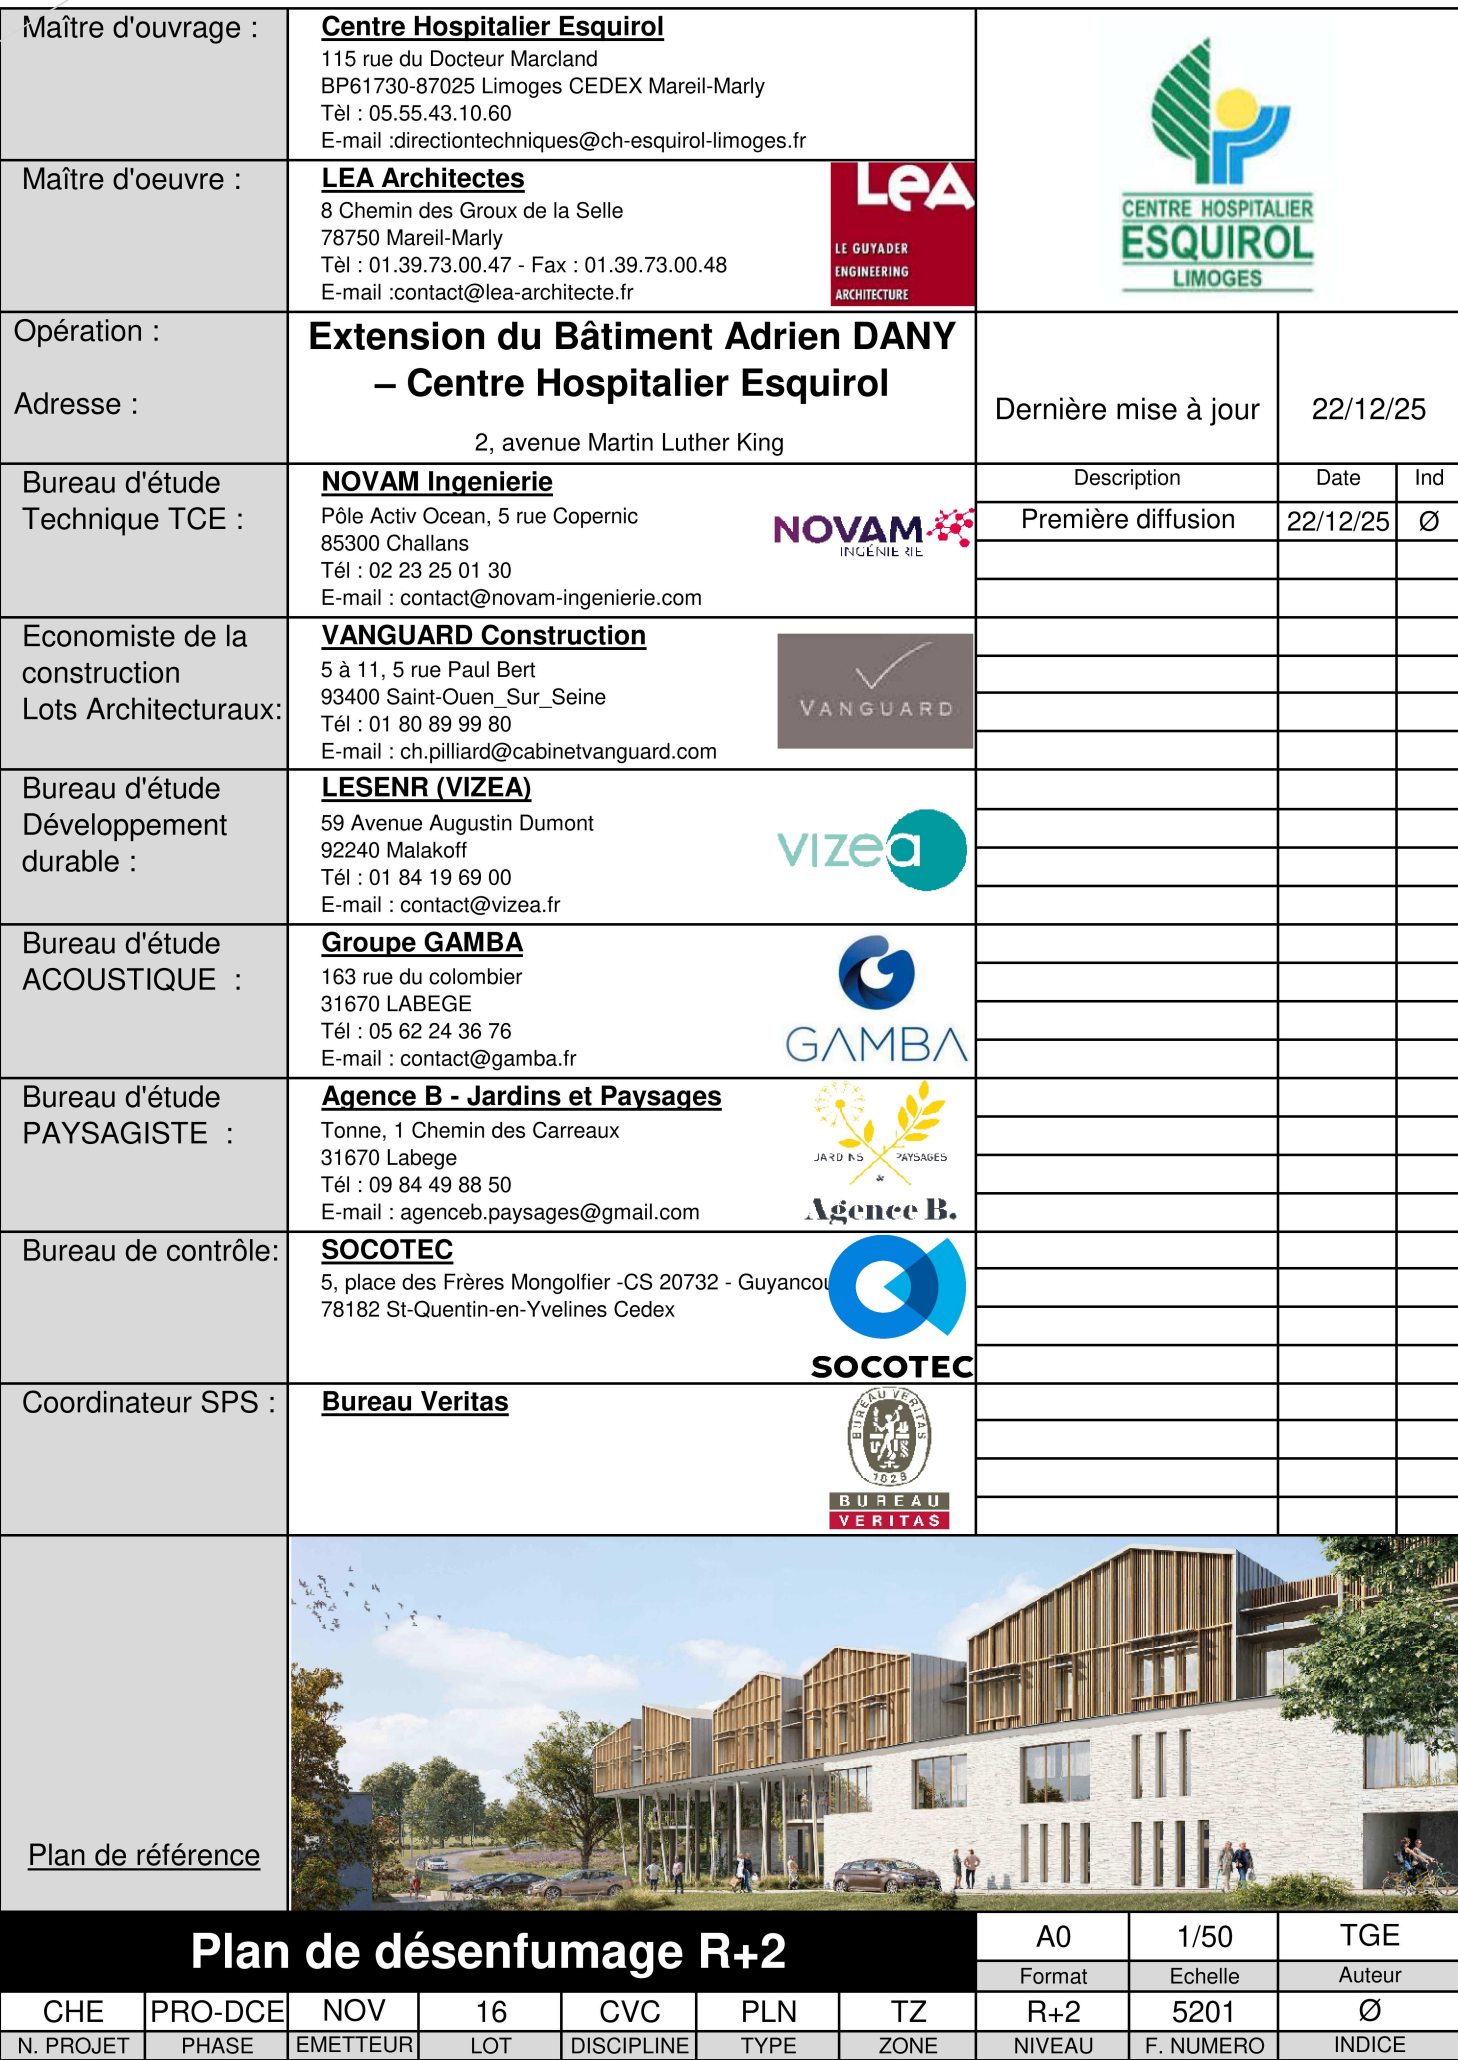 Maître d'ouvrage :
Centre Hospitalier Esquirol
115 rue du Docteur Marcland
BP61730-87025 Limoges CEDEX Mareil-Marly
Tèl : 05.55.43.10.60
E-mail :directiontechniques@ch-esquirol-limoges.fr
CENTRE HOSPITALIER
ESQUIROL
LIMOGES
Maître d'oeuvre :
LEA Architectes
8 Chemin des Groux de la Selle
78750 Mareil-Marly
Tèl : 01.39.73.00.47 - Fax : 01.39.73.00.48
E-mail :contact@lea-architecte.fr
LeA
LE GUYADER
ENGINEERING
ARCHITECTURE
Opération :
Adresse :
Extension du Bâtiment Adrien DANY
– Centre Hospitalier Esquirol
2, avenue Martin Luther King
Dernière mise à jour 22/12/25
Description Date Ind
Première diffusion 22/12/25 Ø
Bureau d'étude
Technique TCE :
NOVAM Ingenierie
Pôle Activ Ocean, 5 rue Copernic
85300 Challans
Tél : 02 23 25 01 30
E-mail : contact@novam-ingenierie.com
NOVAM
INGÉNIERIE
Economiste de la
construction
Lots Architecturaux:
VANGUARD Construction
5 à 11, 5 rue Paul Bert
93400 Saint-Ouen_Sur_Seine
Tél : 01 80 89 99 80
E-mail : ch.pilliard@cabinetvanguard.com
VANGUARD
Bureau d'étude
Développement
durable :
LESENR (VIZEA)
59 Avenue Augustin Dumont
92240 Malakoff
Tél : 01 84 19 69 00
E-mail : contact@vizea.fr
vizea
Bureau d'étude
ACOUSTIQUE :
Groupe GAMBA
163 rue du colombier
31670 LABEGE
Tél : 05 62 24 36 76
E-mail : contact@gamba.fr
GAMBA
Bureau d'étude
PAYSAGISTE :
Agence B - Jardins et Paysages
Tonne, 1 Chemin des Carreaux
31670 Labege
Tél : 09 84 49 88 50
E-mail : agenceb.paysages@gmail.com
JARDINS PAYSAGES
&
Agence B.
Bureau de contrôle:
SOCOTEC
5, place des Frères Mongolfier -CS 20732 - Guyancou
78182 St-Quentin-en-Yvelines Cedex
SOCOTEC
Coordinateur SPS :
Bureau Veritas
BUREAU VERITAS
1828
BUREAU
VERITAS
Plan de référence
Plan de désenfumage R+2
A0 1/50 TGE
Format Echelle Auteur
CHE PRO-DCE NOV 16 CVC PLN TZ R+2 5201 Ø
N. PROJET PHASE EMETTEUR LOT DISCIPLINE TYPE ZONE NIVEAU F. NUMERO INDICE